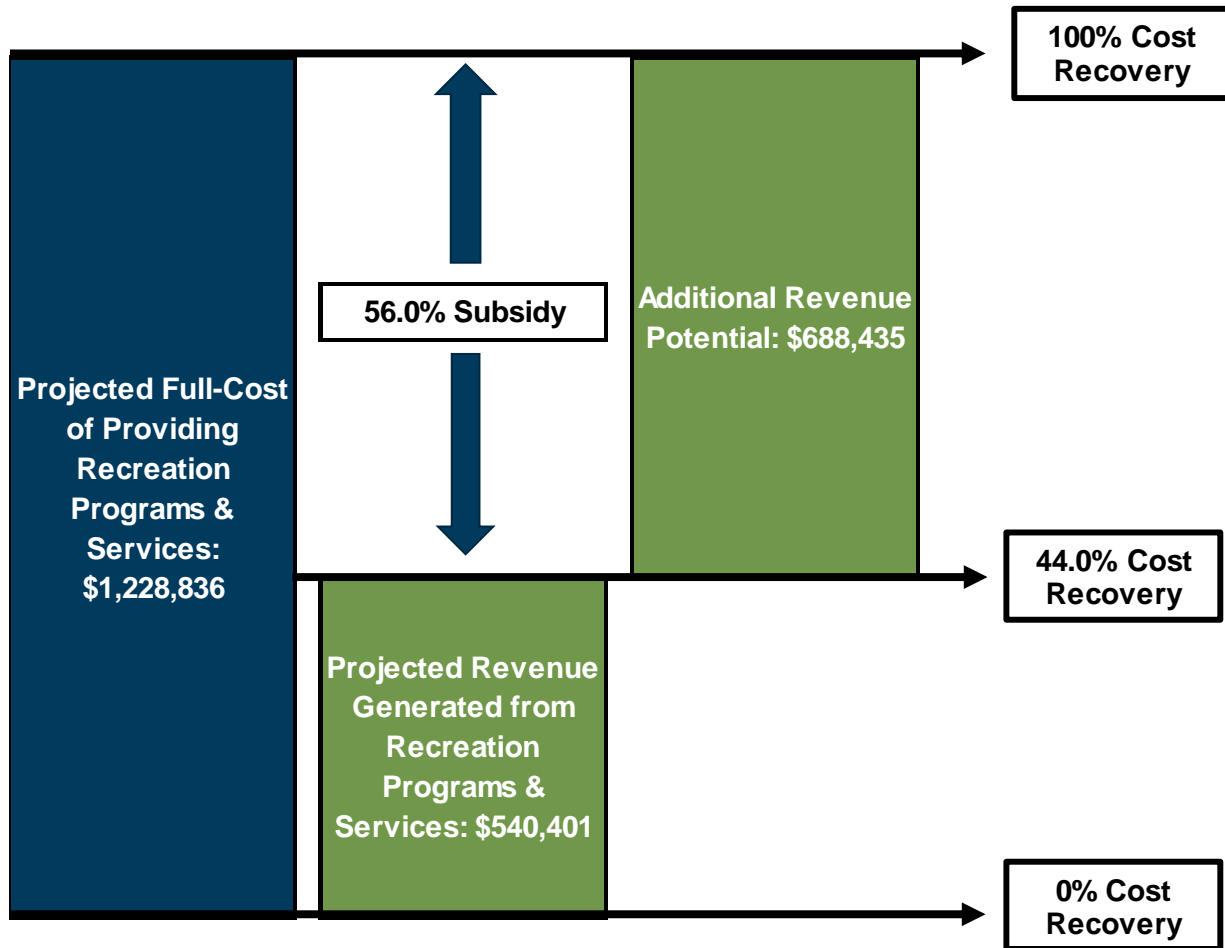 100% Cost
Recovery
56.0% Subsidy
Additional Revenue
Potential: $688,435
Projected Full-Cost
of Providing
Recreation
Programs &
Services:
$1,228,836
44.0% Cost
Recovery
Projected Revenue
Generated from
Recreation
Programs &
Services: $540,401
0% Cost
Recovery